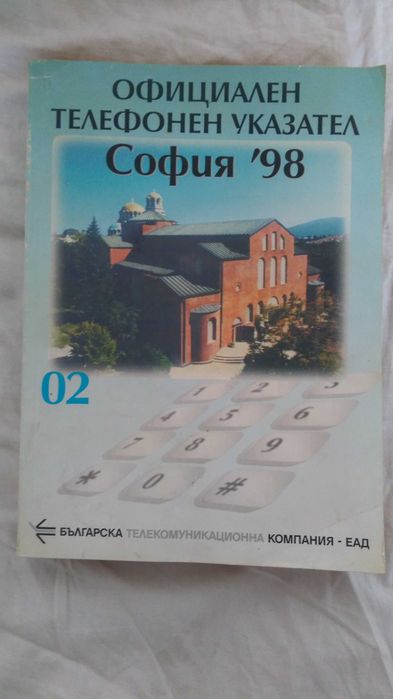 ОФИЦИАЛЕН
ТЕЛЕФОНЕН УКАЗАТЕЛ
София '98
02
1 2 3
4 5 6
7 8 9
* 0 #
БЪЛГАРСКА ТЕЛЕКОМУНИКАЦИОННА КОМПАНИЯ - ЕАД